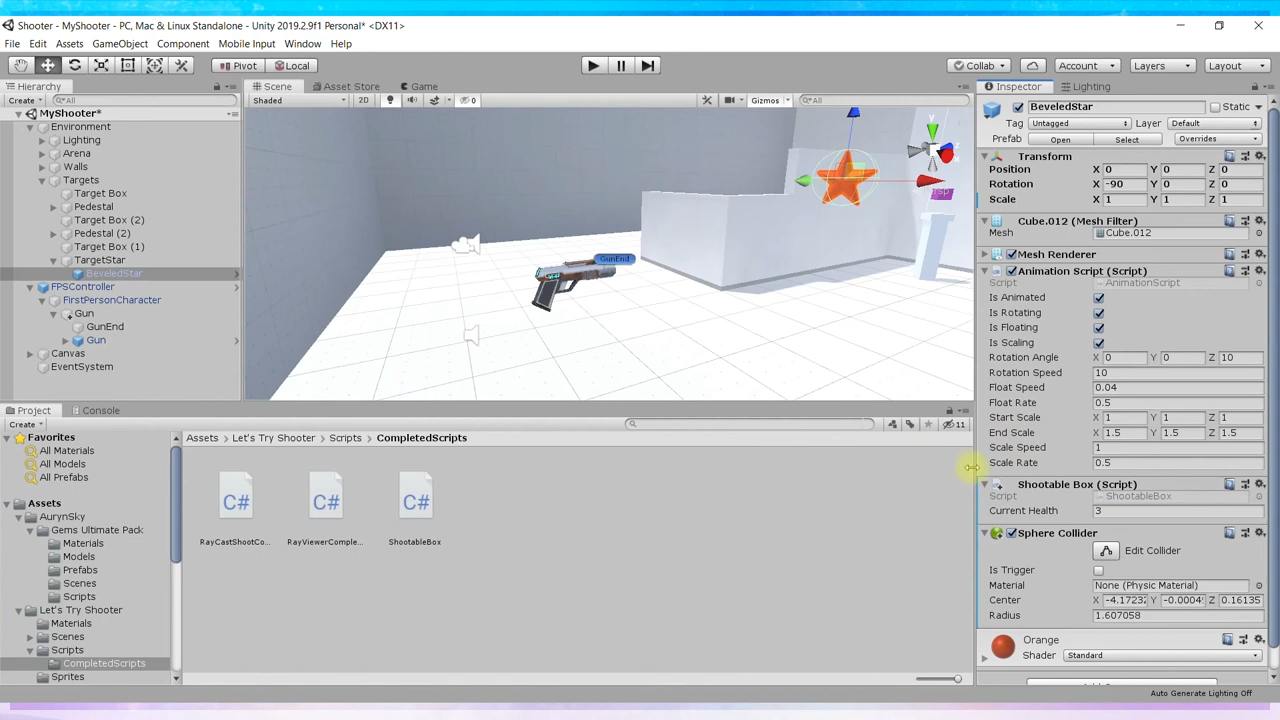 Shooter - MyShooter - PC, Mac & Linux Standalone - Unity 2019.2.9f1 Personal* <DX11>
File Edit Assets GameObject Component Mobile Input Window Help
Pivot Local Collab Account Layers Layout
Hierarchy
Create All
MyShooter*
Environment
Lighting
Arena
Walls
Targets
Target Box
Pedestal
Target Box (2)
Pedestal (2)
Target Box (1)
TargetStar
BeveledStar
FPSController
FirstPersonCharacter
Gun
GunEnd
Gun
Canvas
EventSystem
Scene Asset Store Game
Shaded 2D 0 Gizmos All
y
x
Persp
GunEnd
Inspector Lighting
BeveledStar Static
Tag Untagged Layer Default
Prefab Open Select Overrides
Transform
Position X 0 Y 0 Z 0
Rotation X -90 Y 0 Z 0
Scale X 1 Y 1 Z 1
Cube.012 (Mesh Filter)
Mesh Cube.012
Mesh Renderer
Animation Script (Script)
Script AnimationScript
Is Animated
Is Rotating
Is Floating
Is Scaling
Rotation Angle X 0 Y 0 Z 10
Rotation Speed 10
Float Speed 0.04
Float Rate 0.5
Start Scale X 1 Y 1 Z 1
End Scale X 1.5 Y 1.5 Z 1.5
Scale Speed 1
Scale Rate 0.5
Shootable Box (Script)
Script ShootableBox
Current Health 3
Sphere Collider
Edit Collider
Is Trigger
Material None (Physic Material)
Center X -4.1723 Y -0.0004 Z 0.16135
Radius 1.607058
Orange
Shader Standard
Project Console
Create 11
Favorites
All Materials
All Models
All Prefabs
Assets
AurynSky
Gems Ultimate Pack
Materials
Models
Prefabs
Scenes
Scripts
Let's Try Shooter
Materials
Scenes
Scripts
CompletedScripts
Sprites
Assets Let's Try Shooter Scripts CompletedScripts
C# C# C#
RayCastShootCo... RayViewerComple... ShootableBox
Auto Generate Lighting Off